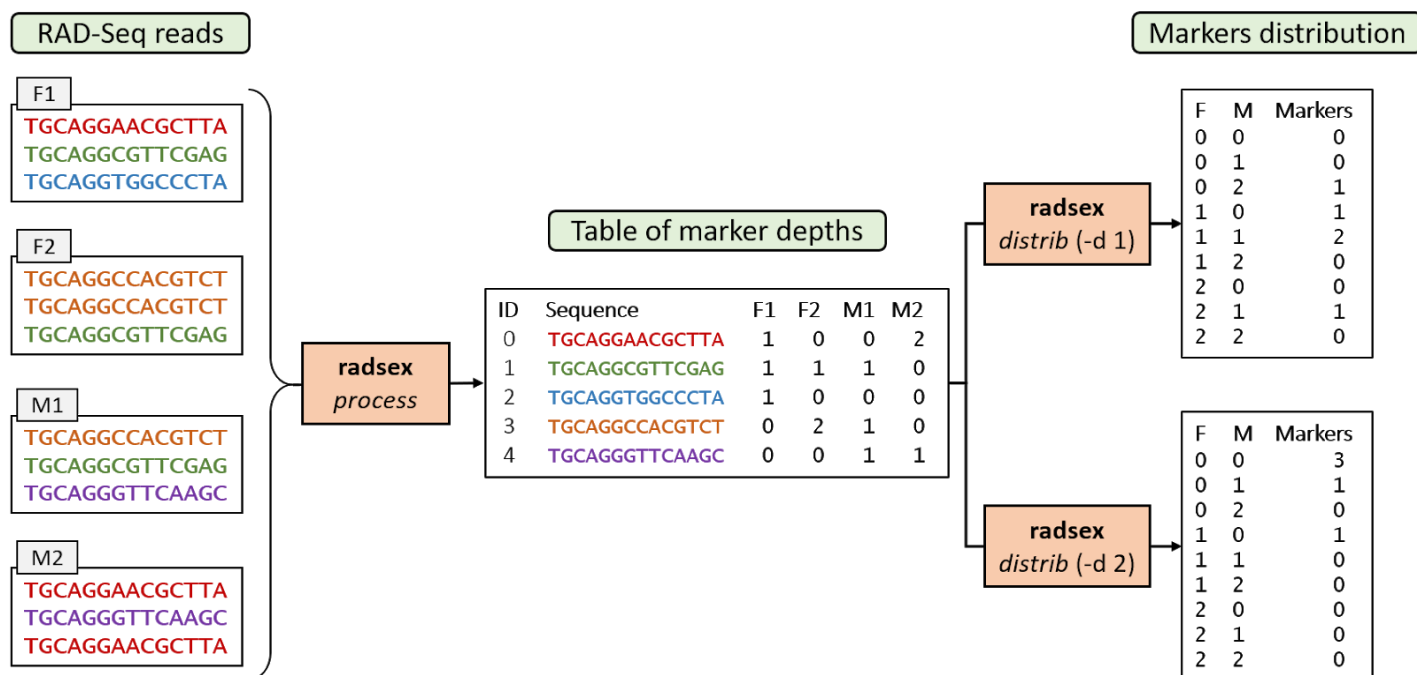 RAD-Seq reads
F1
TGCAGGAACGCTTA
TGCAGGCGTTCGAG
TGCAGGTGGCCCTA
F2
TGCAGGCCACGTCT
TGCAGGCCACGTCT
TGCAGGCGTTCGAG
M1
TGCAGGCCACGTCT
TGCAGGCGTTCGAG
TGCAGGGTTCAAGC
M2
TGCAGGAACGCTTA
TGCAGGGTTCAAGC
TGCAGGAACGCTTA
radsex
process
Table of marker depths
ID Sequence F1 F2 M1 M2
0 TGCAGGAACGCTTA 1 0 0 2
1 TGCAGGCGTTCGAG 1 1 1 0
2 TGCAGGTGGCCCTA 1 0 0 0
3 TGCAGGCCACGTCT 0 2 1 0
4 TGCAGGGTTCAAGC 0 0 1 1
radsex
distrib (-d 1)
radsex
distrib (-d 2)
Markers distribution
F M Markers
0 0 0
0 1 0
0 2 1
1 0 1
1 1 2
1 2 0
2 0 0
2 1 1
2 2 0
F M Markers
0 0 3
0 1 1
0 2 0
1 0 1
1 1 0
1 2 0
2 0 0
2 1 0
2 2 0